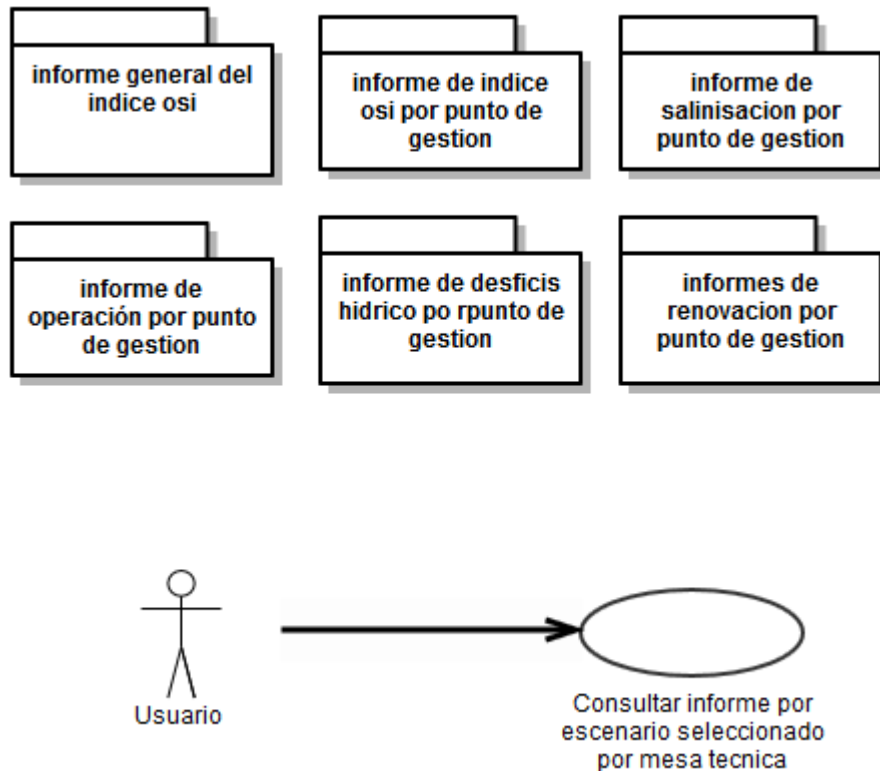 informe general del
indice osi
informe de indice
osi por punto de
gestion
informe de
salinisacion por
punto de gestion
informe de
operación por punto
de gestion
informe de desficis
hidrico po rpunto de
gestion
informes de
renovacion por
punto de gestion
Usuario
Consultar informe por
escenario seleccionado
por mesa tecnica